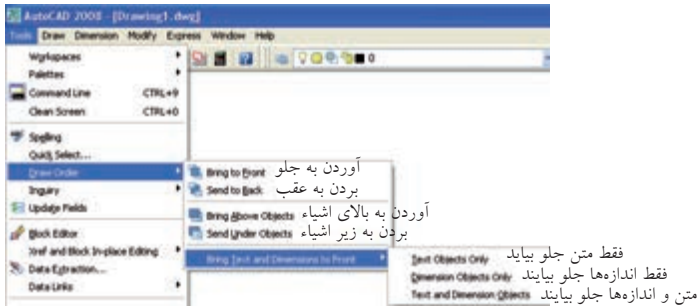 AutoCAD 2008 - [Drawing1.dwg]
Tools Draw Dimension Modify Express Window Help
Workspaces
0
Palettes
Command Line CTRL+9
Clean Screen CTRL+0
Spelling
Quick Select...
Draw Order
Bring to Front آوردن به جلو
Inquiry
Send to Back بردن به عقب
Update Fields
Bring Above Objects آوردن به بالای اشیاء
Block Editor
Send Under Objects بردن به زیر اشیاء
Xref and Block In-place Editing
Bring Text and Dimensions to Front
Text Objects Only فقط متن جلو بیاید
Data Extraction...
Dimension Objects Only فقط اندازه‌ها جلو بیایند
Data Links
Text and Dimension Objects متن و اندازه‌ها جلو بیایند